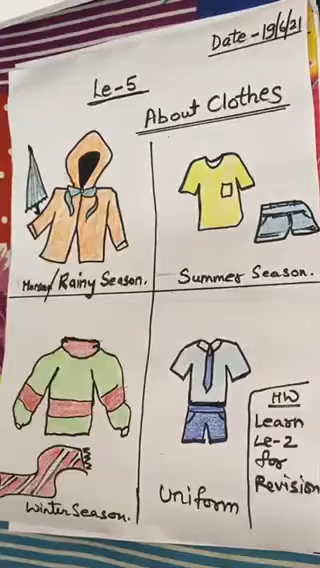 Date - 19/6/21
Le-5
About Clothes
/Rainy Season.
Summer Season.
Winter Season.
Uniform
HW
Learn
Le-2
for
Revision